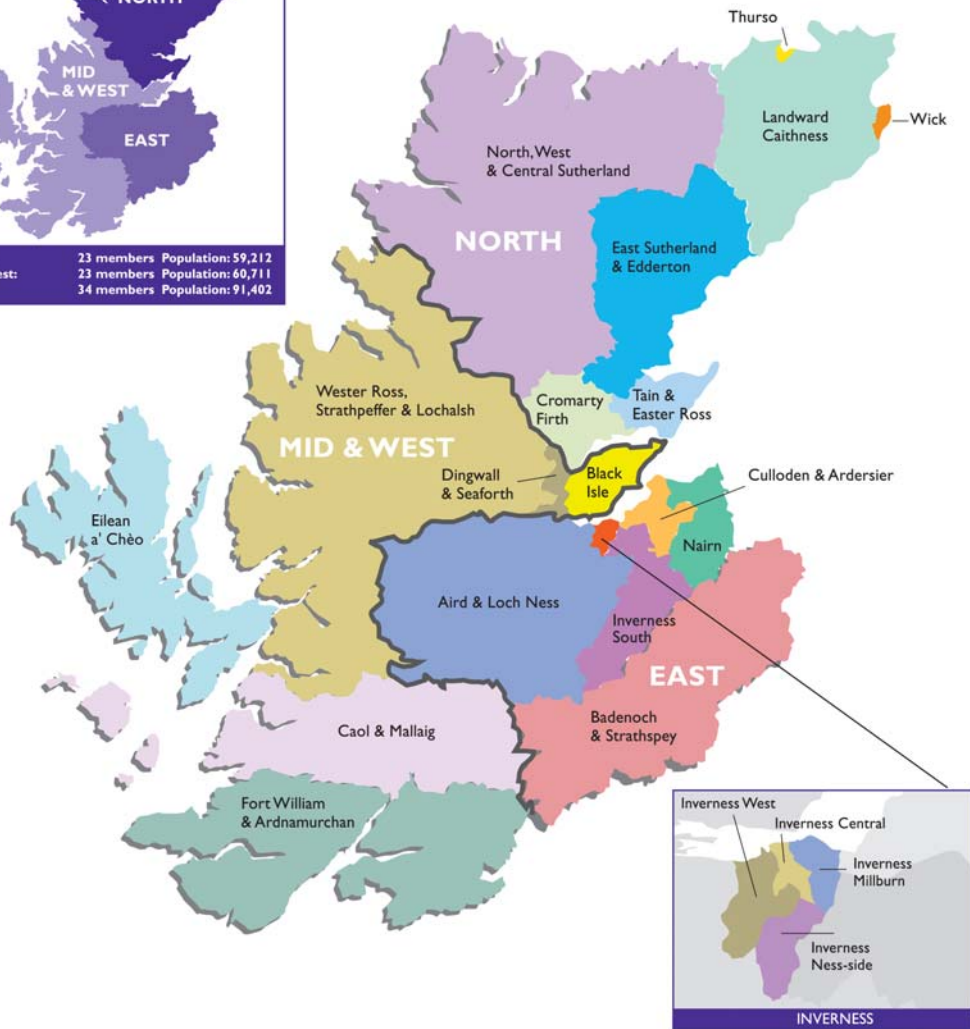 NORTH
MID
& WEST
EAST
23 members Population: 59,212
23 members Population: 60,711
34 members Population: 91,402
Thurso
Landward
Caithness
Wick
North, West
& Central Sutherland
NORTH
East Sutherland
& Edderton
Wester Ross,
Strathpeffer & Lochalsh
MID & WEST
Cromarty
Firth
Tain &
Easter Ross
Dingwall
& Seaforth
Black
Isle
Culloden & Ardersier
Nairn
Eilean
a' Chèo
Aird & Loch Ness
Inverness
South
EAST
Badenoch
& Strathspey
Caol & Mallaig
Fort William
& Ardnamurchan
Inverness West
Inverness Central
Inverness
Millburn
Inverness
Ness-side
INVERNESS